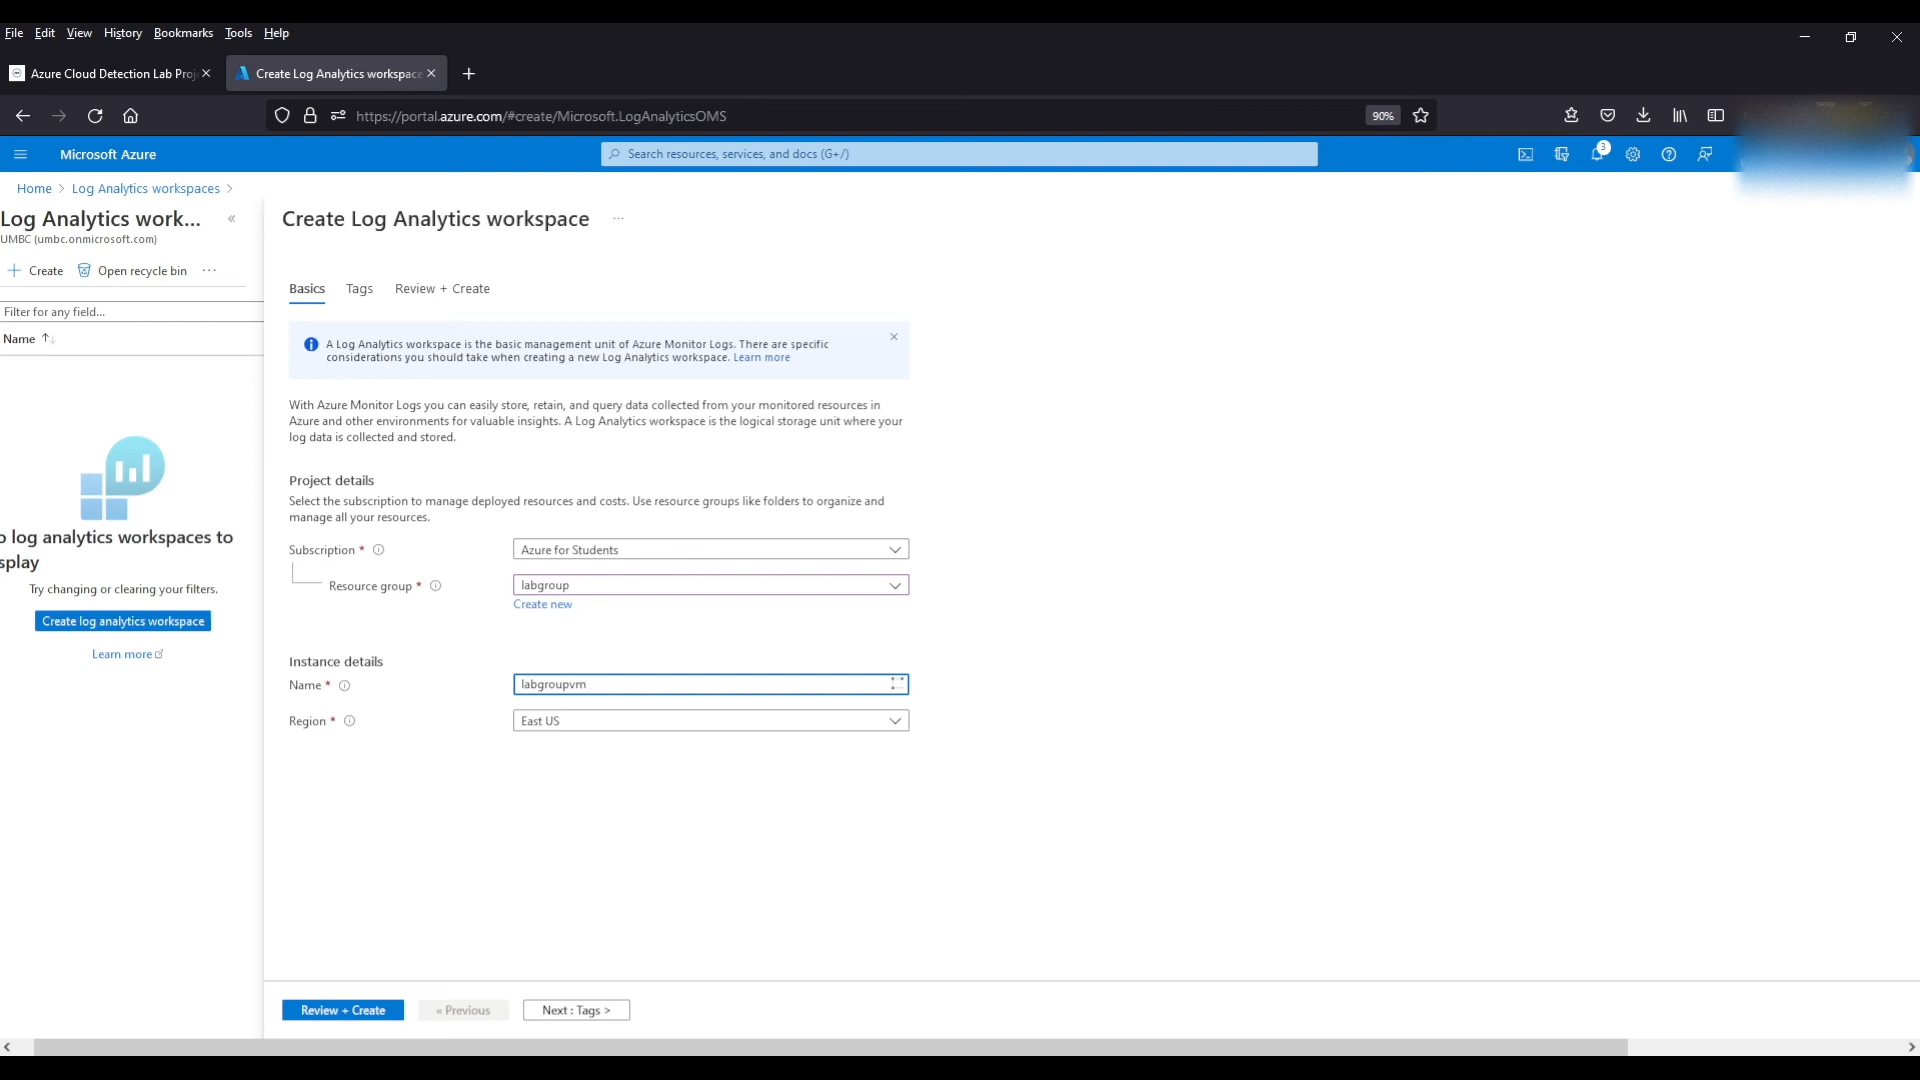 File Edit View History Bookmarks Tools Help
Azure Cloud Detection Lab Proj
Create Log Analytics workspace
https://portal.azure.com/#create/Microsoft.LogAnalyticsOMS
90%
Microsoft Azure
Search resources, services, and docs (G+/)
3
Home > Log Analytics workspaces >
Log Analytics work...
UMBC (umbc.onmicrosoft.com)
Create Open recycle bin ...
Filter for any field...
Name
o log analytics workspaces to
splay
Try changing or clearing your filters.
Create log analytics workspace
Learn more
Create Log Analytics workspace ...
Basics Tags Review + Create
A Log Analytics workspace is the basic management unit of Azure Monitor Logs. There are specific
considerations you should take when creating a new Log Analytics workspace. Learn more
With Azure Monitor Logs you can easily store, retain, and query data collected from your monitored resources in
Azure and other environments for valuable insights. A Log Analytics workspace is the logical storage unit where your
log data is collected and stored.
Project details
Select the subscription to manage deployed resources and costs. Use resource groups like folders to organize and
manage all your resources.
Subscription * Azure for Students
Resource group * labgroup
Create new
Instance details
Name * labgroupvm
Region * East US
Review + Create « Previous Next : Tags >